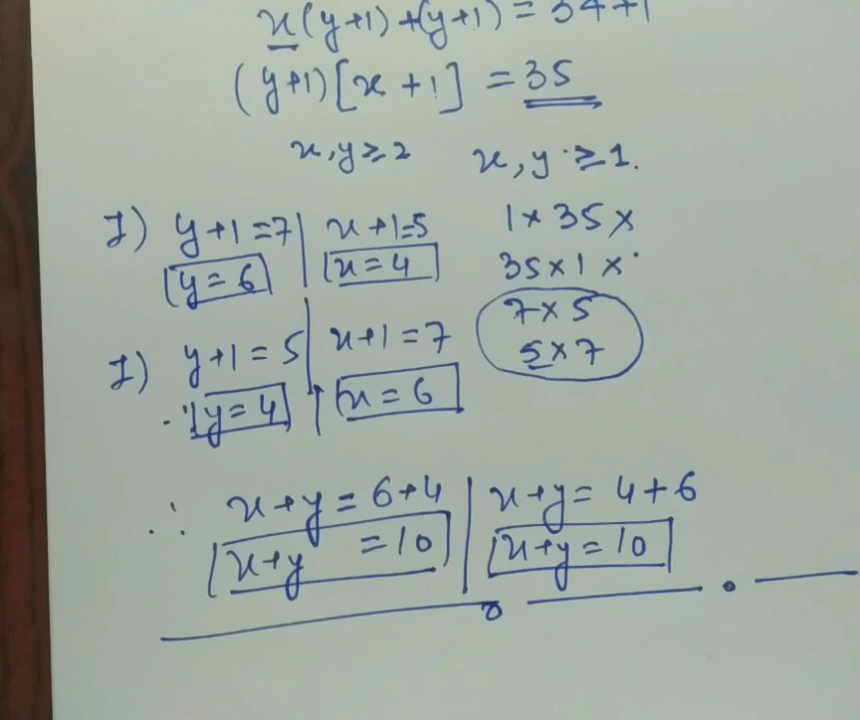 x(y+1)+(y+1) = 34+1
(y+1)[x+1] = 35
x,y≥2 x,y≥1.
I) y+1=7 | x+1=5 1×35×
y=6 | x=4 35×1×
I) y+1=5 | x+1=7 7×5
y=4 | x=6 5×7
∴ x+y=6+4 | x+y=4+6
x+y=10 | x+y=10